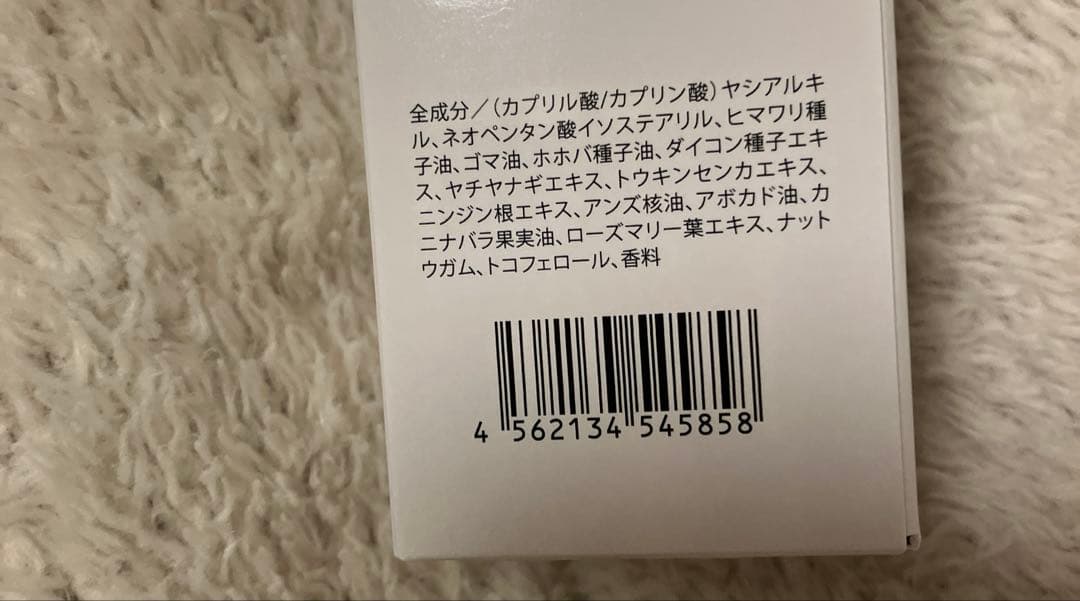 全成分／（カプリル酸/カプリン酸）ヤシアルキ
ル、ネオペンタン酸イソステアリル、ヒマワリ種
子油、ゴマ油、ホホバ種子油、ダイコン種子エキ
ス、ヤチヤナギエキス、トウキンセンカエキス、
ニンジン根エキス、アンズ核油、アボカド油、カ
ニナバラ果実油、ローズマリー葉エキス、ナット
ウガム、トコフェロール、香料
4 562134 545858